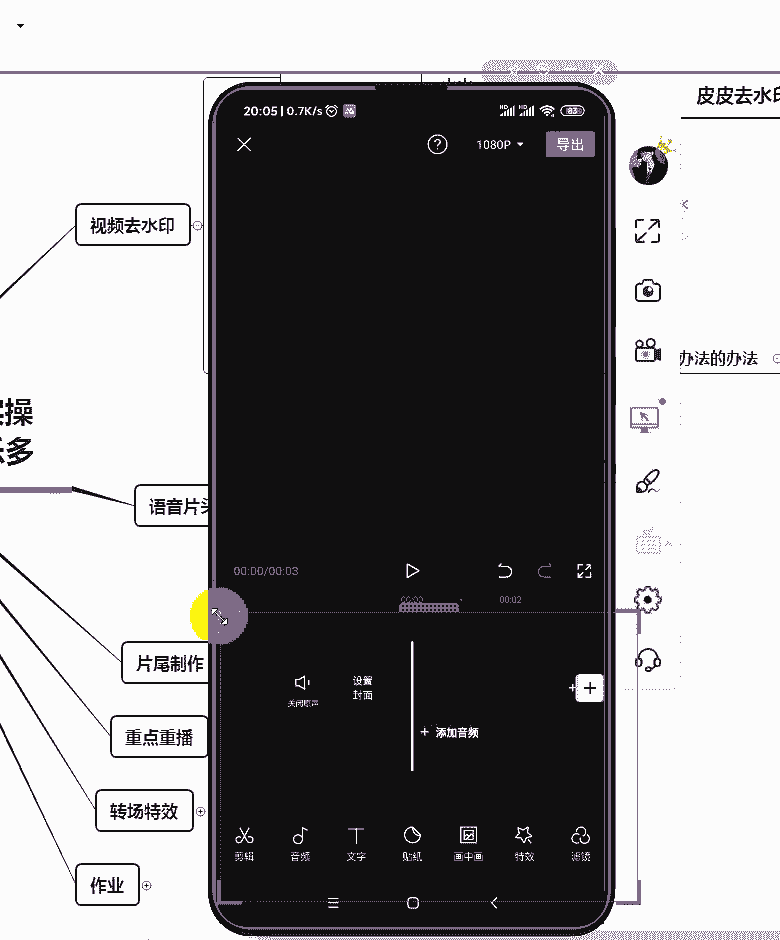 皮皮去水印
20:05 | 0.7K/s
83
1080P
导出
视频去水印
办法的办法
操
多
语音片头
00:00/00:03
00:00
00:02
片尾制作
关闭原声
设置
封面
+ 添加音频
重点重播
转场特效
剪辑
音频
文字
贴纸
画中画
特效
滤镜
作业